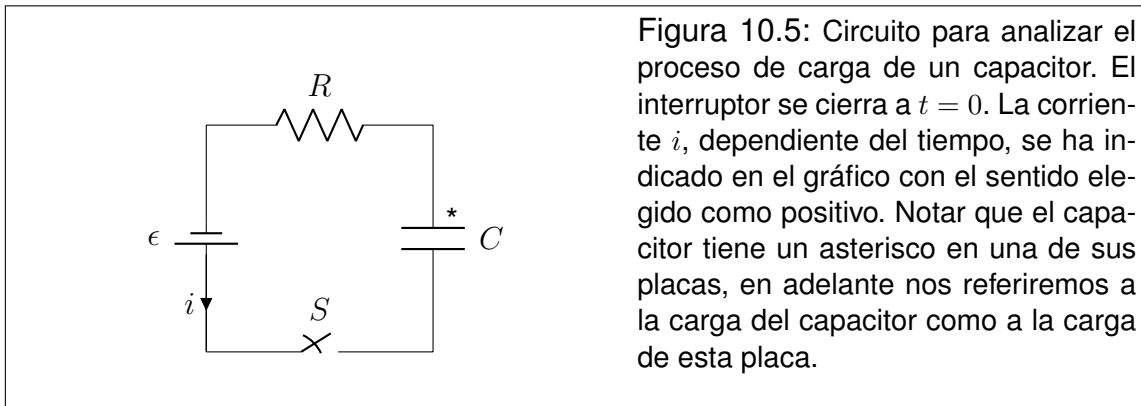 R
ϵ
*
C
i
S
Figura 10.5: Circuito para analizar el
proceso de carga de un capacitor. El
interruptor se cierra a t = 0. La corrien-
te i, dependiente del tiempo, se ha in-
dicado en el gráfico con el sentido ele-
gido como positivo. Notar que el capa-
citor tiene un asterisco en una de sus
placas, en adelante nos referiremos a
la carga del capacitor como a la carga
de esta placa.